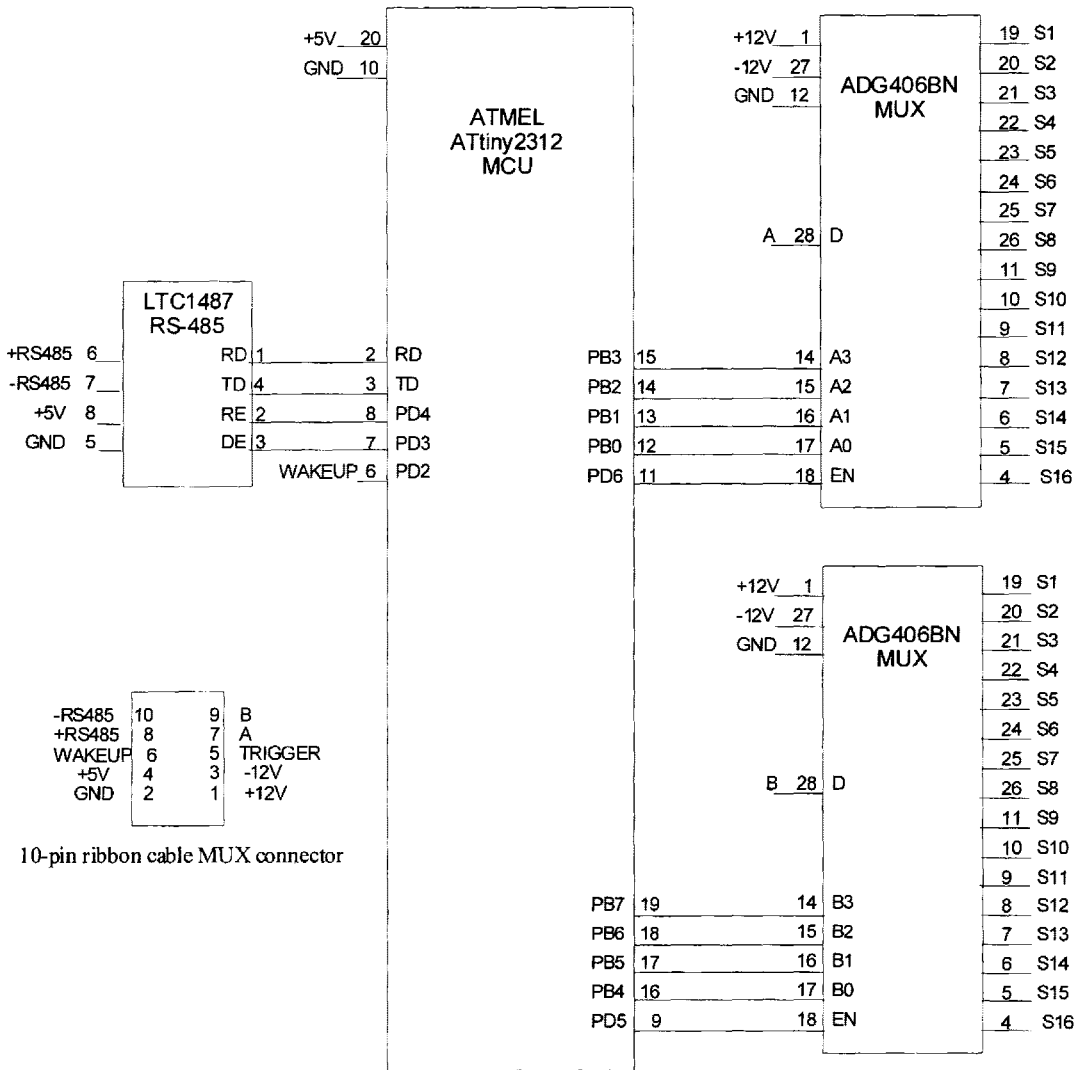 +5V 20
GND 10
ATMEL
ATtiny2312
MCU
RD 2
TD 3
PD4 8
PD3 7
WAKEUP 6 PD2
PB3 15
PB2 14
PB1 13
PB0 12
PD6 11
PB7 19
PB6 18
PB5 17
PB4 16
PD5 9
LTC1487
RS-485
+RS485 6
-RS485 7
+5V 8
GND 5
RD 1
TD 4
RE 2
DE 3
-RS485 10 9 B
+RS485 8 7 A
WAKEUP 6 5 TRIGGER
+5V 4 3 -12V
GND 2 1 +12V
10-pin ribbon cable MUX connector
+12V 1
-12V 27
GND 12
ADG406BN
MUX
A 28 D
14 A3
15 A2
16 A1
17 A0
18 EN
19 S1
20 S2
21 S3
22 S4
23 S5
24 S6
25 S7
26 S8
11 S9
10 S10
9 S11
8 S12
7 S13
6 S14
5 S15
4 S16
+12V 1
-12V 27
GND 12
ADG406BN
MUX
B 28 D
14 B3
15 B2
16 B1
17 B0
18 EN
19 S1
20 S2
21 S3
22 S4
23 S5
24 S6
25 S7
26 S8
11 S9
10 S10
9 S11
8 S12
7 S13
6 S14
5 S15
4 S16